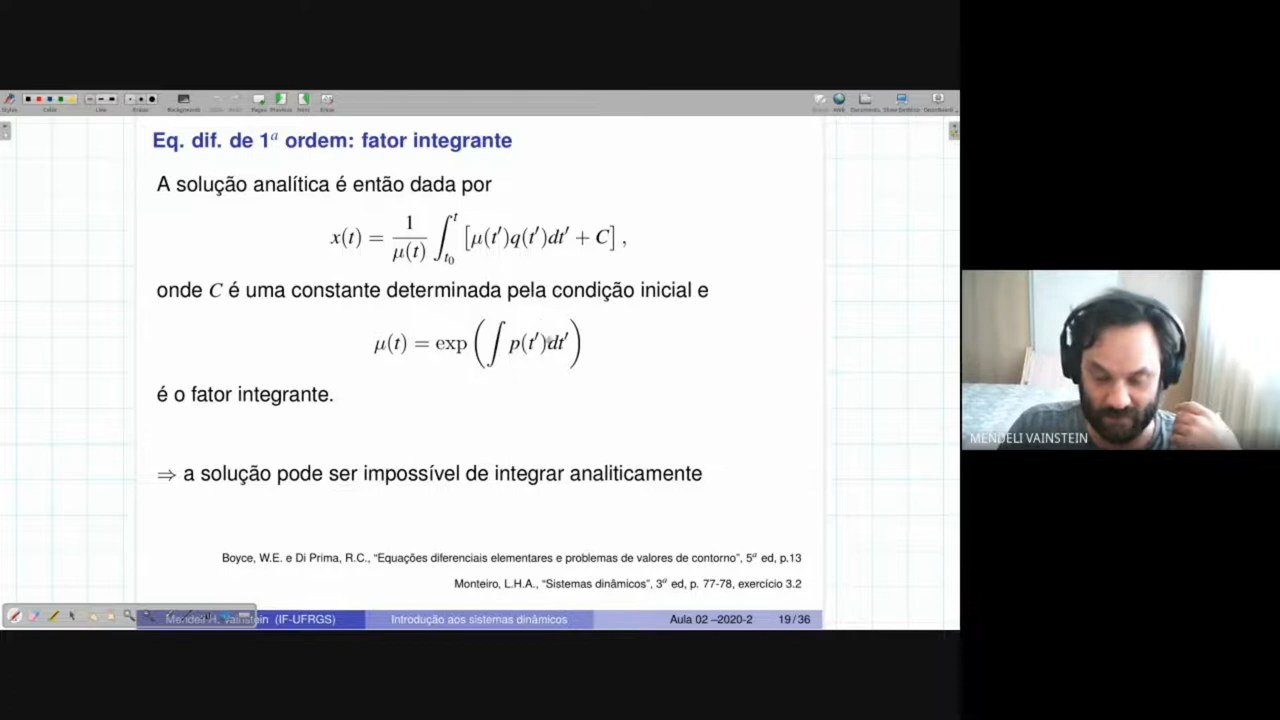 Eq. dif. de 1ª ordem: fator integrante
A solução analítica é então dada por
x(t) = 1/μ(t) ∫_{t₀}^{t} [μ(t′)q(t′)dt′ + C] ,
onde C é uma constante determinada pela condição inicial e
μ(t) = exp (∫ p(t′)dt′)
é o fator integrante.
⇒ a solução pode ser impossível de integrar analiticamente
Boyce, W.E. e Di Prima, R.C., “Equações diferenciais elementares e problemas de valores de contorno”, 5ª ed, p.13
Monteiro, L.H.A., “Sistemas dinâmicos”, 3ª ed, p. 77-78, exercício 3.2
Mendeli H. Vainstein (IF-UFRGS) Introdução aos sistemas dinâmicos Aula 02 –2020-2 19 / 36
MENDELI VAINSTEIN